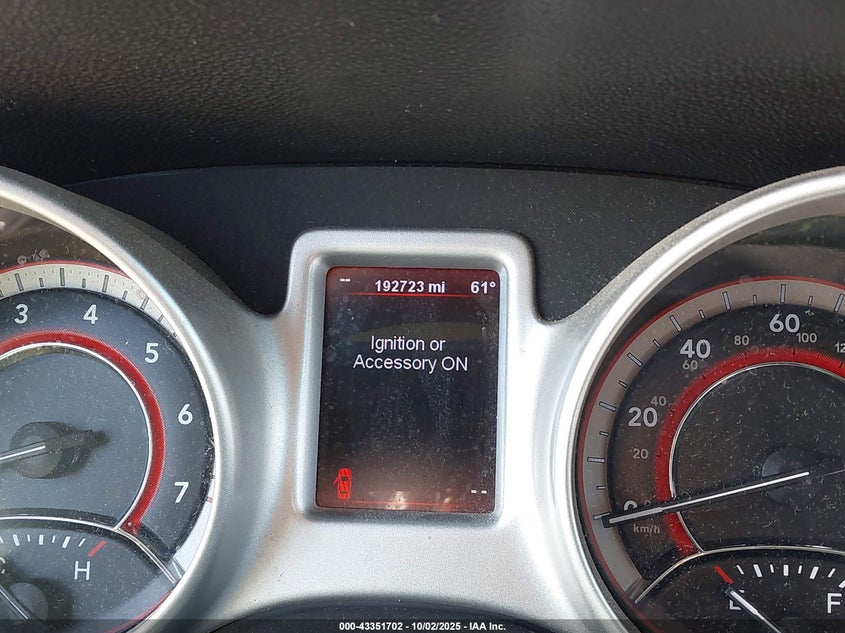 -- 192723 mi 61°
Ignition or
Accessory ON
--
3 4 5 6 7
H
0 20 40 60
20 40 60 80 100
km/h
E F
000-43351702 - 10/02/2025 - IAA Inc.